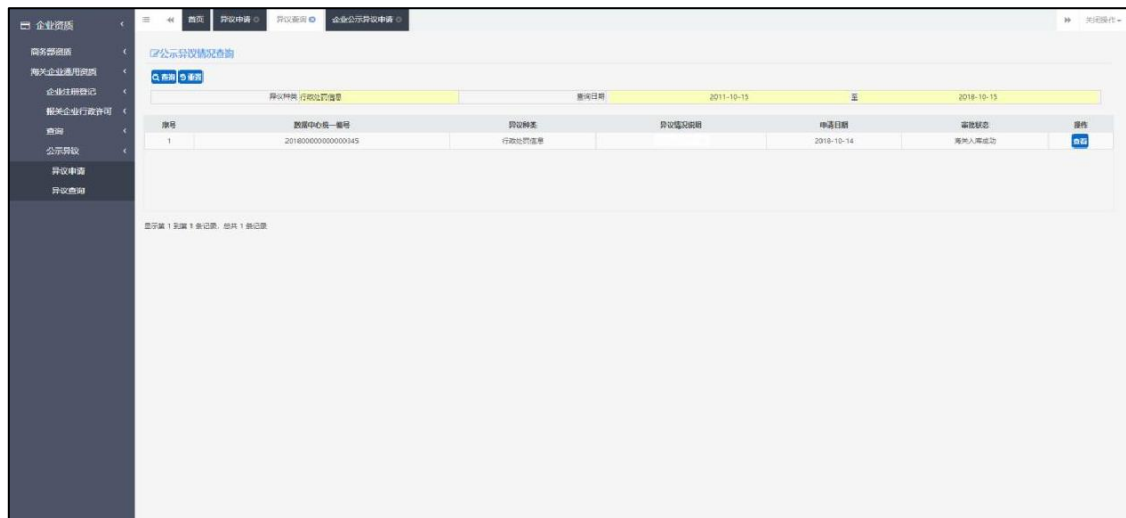 企业资质
商务部资质
海关企业通用资质
企业注册登记
报关企业行政许可
查询
公示异议
异议申请
异议查询
首页 异议申请 异议查询 企业公示异议申请 关闭操作
公示异议情况查询
查询 重置
异议种类 行政处罚信息 查询日期 2011-10-15 至 2018-10-15
序号 数据中心统一编号 异议种类 异议情况说明 申请日期 审批状态 操作
1 201800000000000345 行政处罚信息 2018-10-14 海关入库成功 查看
显示第 1 到第 1 条记录，总共 1 条记录